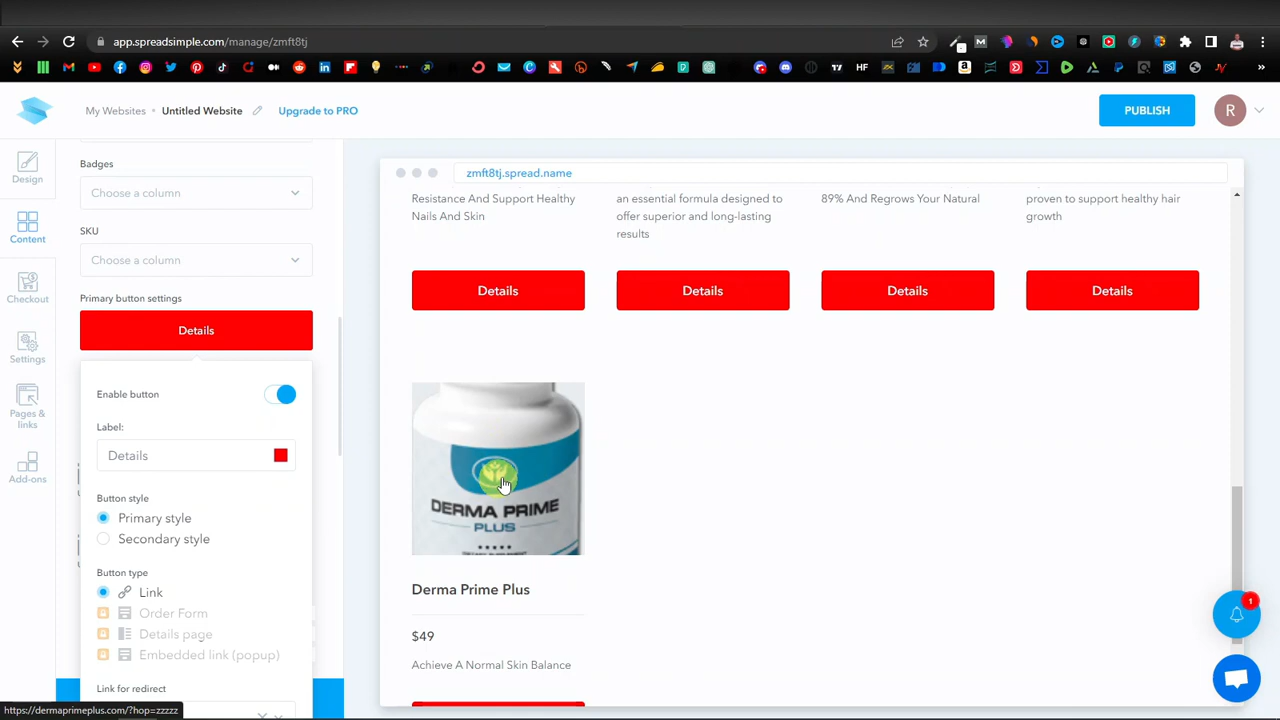 app.spreadsimple.com/manage/zmft8tj
My Websites • Untitled Website
Upgrade to PRO
PUBLISH
R
Design
Content
Checkout
Settings
Pages & links
Add-ons
Badges
Choose a column
SKU
Choose a column
Primary button settings
Details
Enable button
Label:
Details
Button style
Primary style
Secondary style
Button type
Link
Order Form
Details page
Embedded link (popup)
Link for redirect
https://dermaprimeplus.com/?hop=zzzzz
zmft8tj.spread.name
Resistance And Support Healthy
Nails And Skin
an essential formula designed to
offer superior and long-lasting
results
89% And Regrows Your Natural
proven to support healthy hair
growth
Details
Details
Details
Details
DERMA PRIME
PLUS
Derma Prime Plus
$49
Achieve A Normal Skin Balance
1